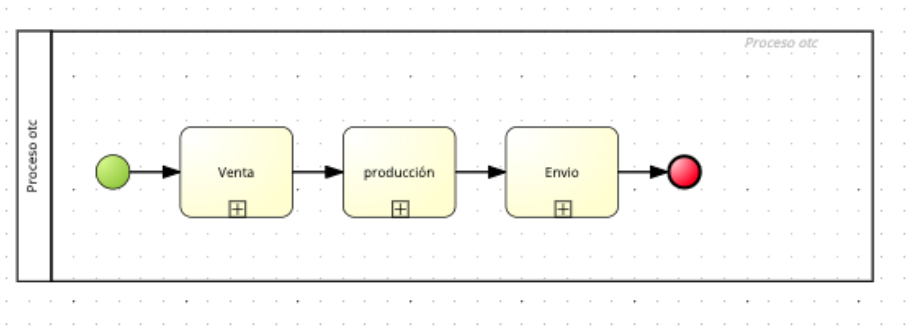 Proceso otc
Proceso otc
Venta
producción
Envio